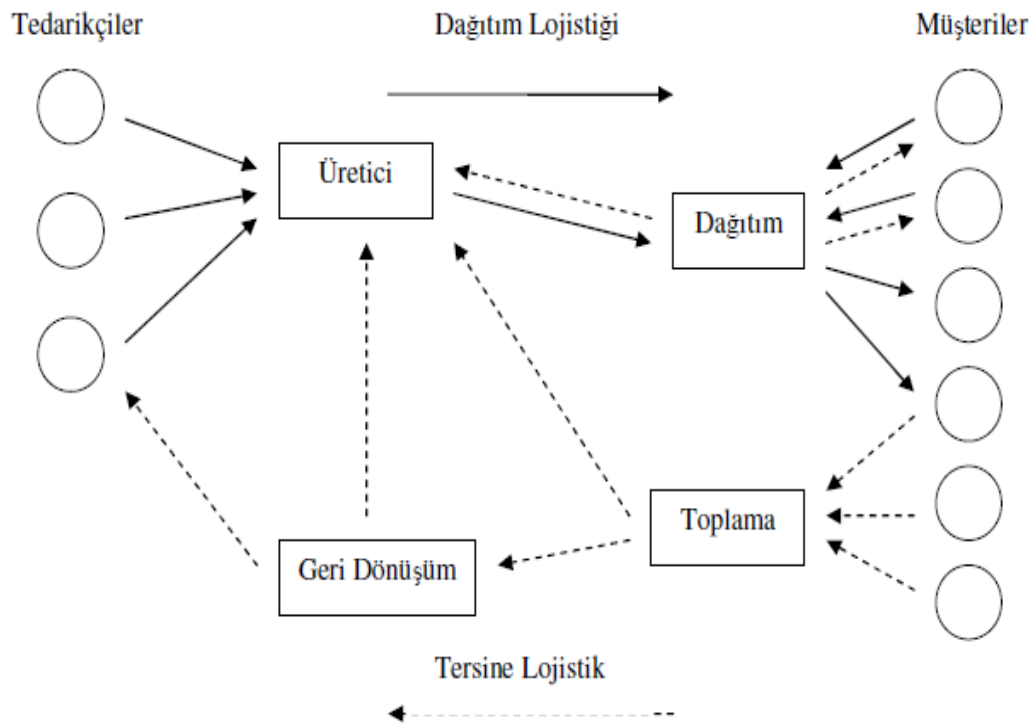 Tedarikçiler
Dağıtım Lojistiği
Müşteriler
Üretici
Dağıtım
Toplama
Geri Dönüşüm
Tersine Lojistik